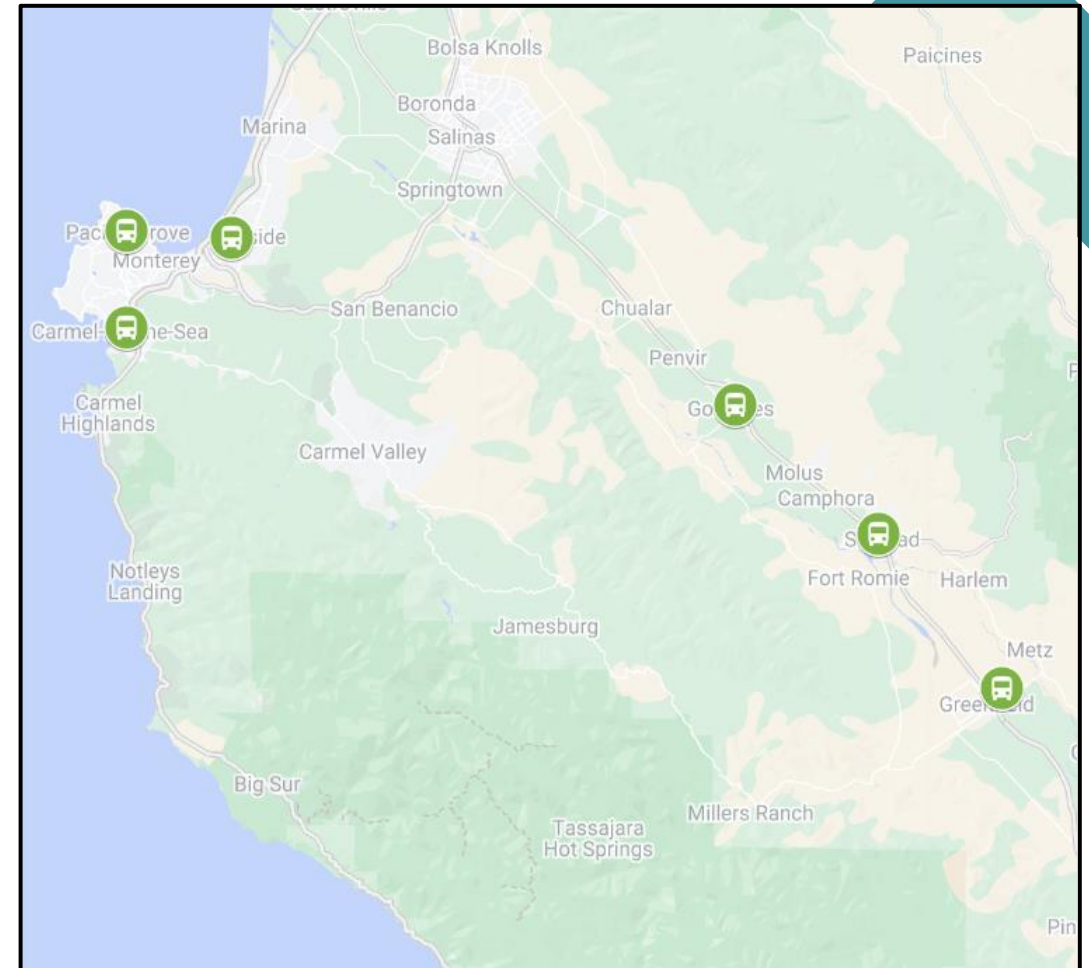 Bolsa Knolls
Paicines
Boronda
Marina
Salinas
Springtown
Monterey
San Benancio
Chualar
Penvir
Carmel
Highlands
Carmel Valley
Molus
Camphora
Notleys
Landing
Fort Romie
Harlem
Jamesburg
Metz
Big Sur
Millers Ranch
Tassajara
Hot Springs